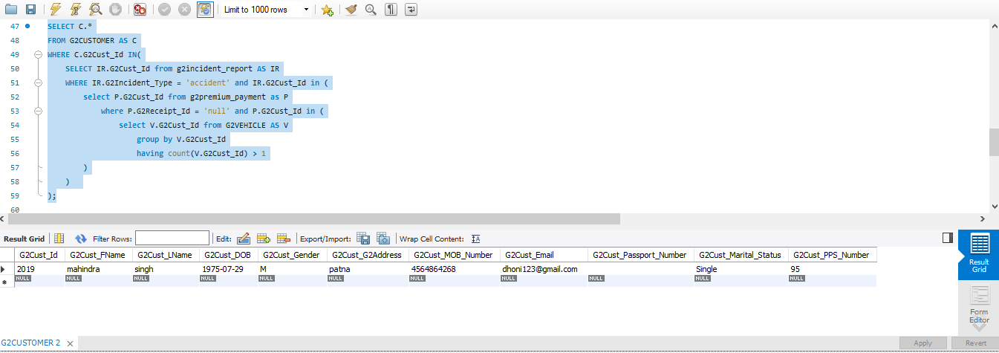 Limit to 1000 rows
47 SELECT C.*
48 FROM G2CUSTOMER AS C
49 WHERE C.G2Cust_Id IN(
50 SELECT IR.G2Cust_Id from g2incident_report AS IR
51 WHERE IR.G2Incident_Type = 'accident' and IR.G2Cust_Id in (
52 select P.G2Cust_Id from g2premium_payment as P
53 where P.G2Receipt_Id = 'null' and P.G2Cust_Id in (
54 select V.G2Cust_Id from G2VEHICLE AS V
55 group by V.G2Cust_Id
56 having count(V.G2Cust_Id) > 1
57 )
58 )
59 );
60
Result Grid Filter Rows: Edit: Export/Import: Wrap Cell Content:
G2Cust_Id G2Cust_FName G2Cust_LName G2Cust_DOB G2Cust_Gender G2Cust_G2Address G2Cust_MOB_Number G2Cust_Email G2Cust_Passport_Number G2Cust_Marital_Status G2Cust_PPS_Number
2019 mahindra singh 1975-07-29 M patna 4564864268 dhoni123@gmail.com Single 95
NULL NULL NULL NULL NULL NULL NULL NULL NULL NULL NULL
Result
Grid
Form
Editor
G2CUSTOMER 2 Apply Revert